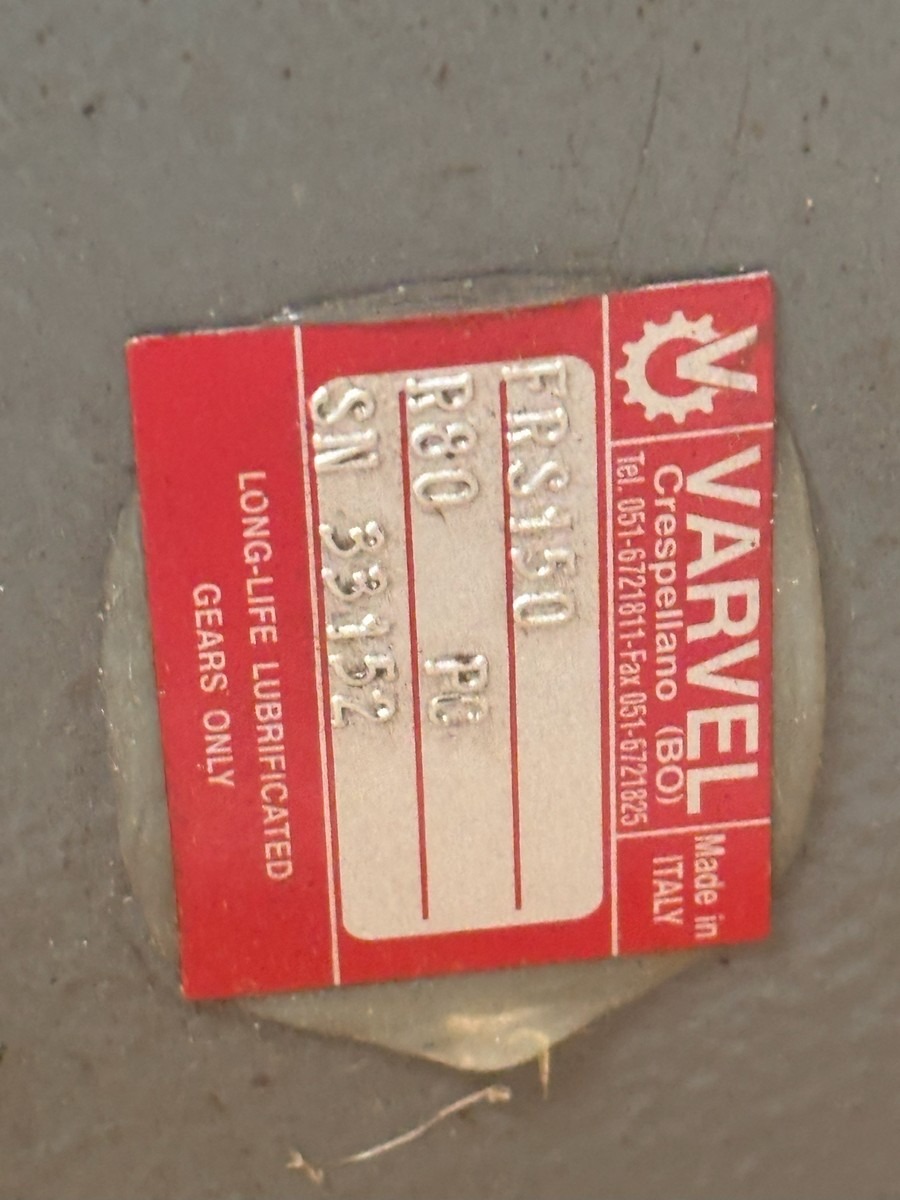 VARVEL
Made in
ITALY
Crespellano (BO)
Tel. 051-6721811-Fax 051-6721825
FRS150
R80 PC
SN 33152
LONG-LIFE LUBRIFICATED
GEARS ONLY